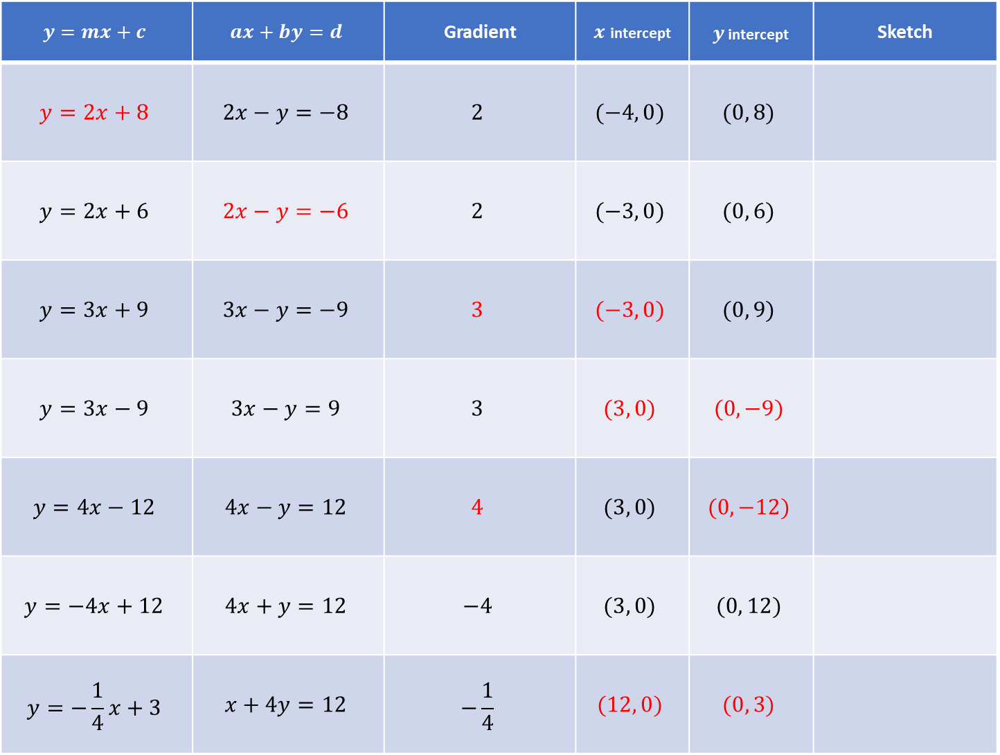 y = mx + c ax + by = d Gradient x intercept y intercept Sketch
y = 2x + 8 2x − y = −8 2 (−4, 0) (0, 8)
y = 2x + 6 2x − y = −6 2 (−3, 0) (0, 6)
y = 3x + 9 3x − y = −9 3 (−3, 0) (0, 9)
y = 3x − 9 3x − y = 9 3 (3, 0) (0, −9)
y = 4x − 12 4x − y = 12 4 (3, 0) (0, −12)
y = −4x + 12 4x + y = 12 −4 (3, 0) (0, 12)
y = −1/4 x + 3 x + 4y = 12 −1/4 (12, 0) (0, 3)